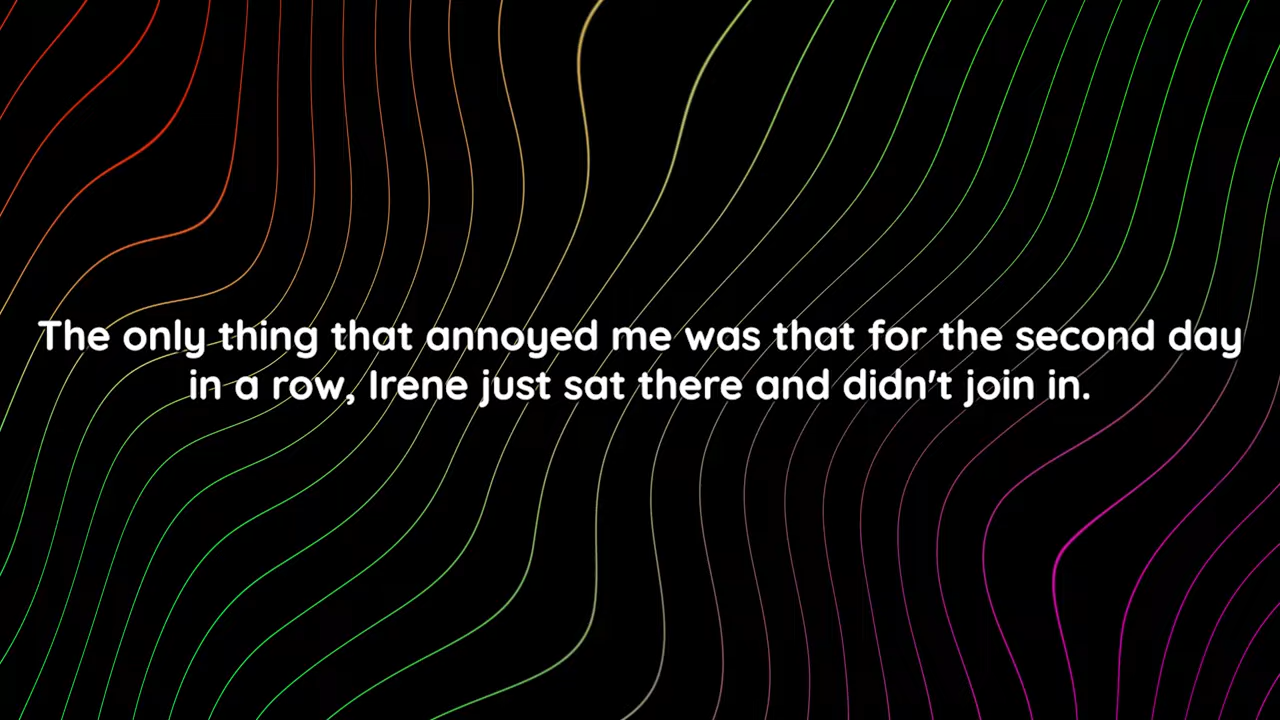 The only thing that annoyed me was that for the second day
in a row, Irene just sat there and didn't join in.